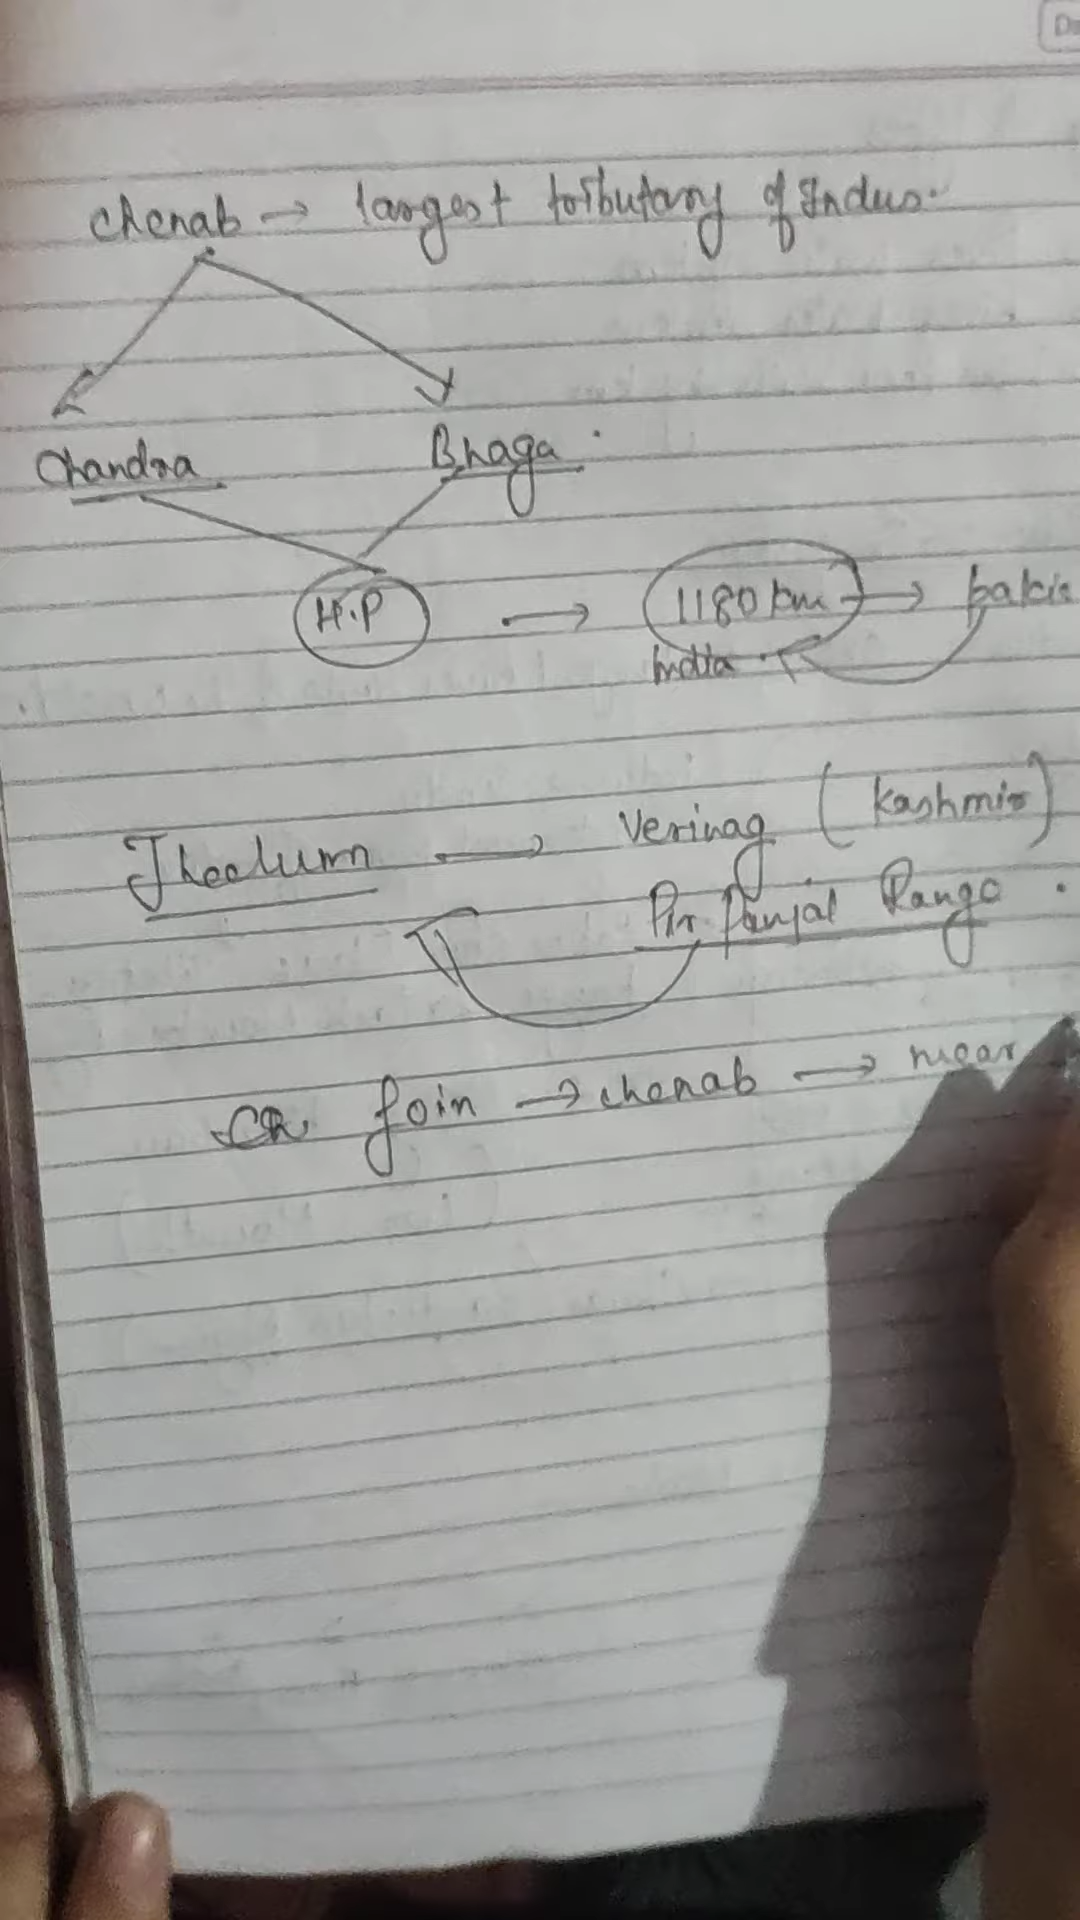 Chenab → largest tributary of Indus.
Chandra Bhaga .
H.P → 1180 km → pakis
India .
Jheelum → Verinag ( Kashmir )
Pir Panjal Range .
join → chenab → near